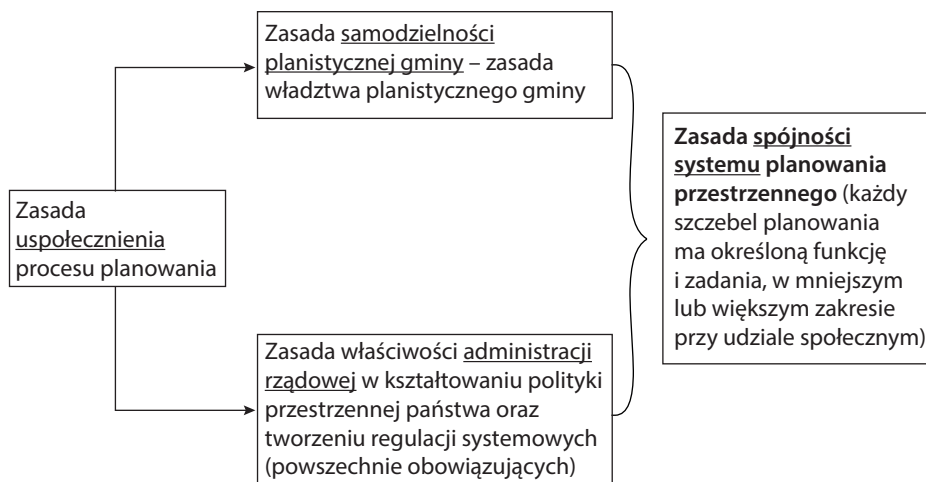 Zasada samodzielności
planistycznej gminy – zasada
władztwa planistycznego gminy
Zasada
uspołecznienia
procesu planowania
Zasada właściwości administracji
rządowej w kształtowaniu polityki
przestrzennej państwa oraz
tworzeniu regulacji systemowych
(powszechnie obowiązujących)
Zasada spójności
systemu planowania
przestrzennego (każdy
szczebel planowania
ma określoną funkcję
i zadania, w mniejszym
lub większym zakresie
przy udziale społecznym)